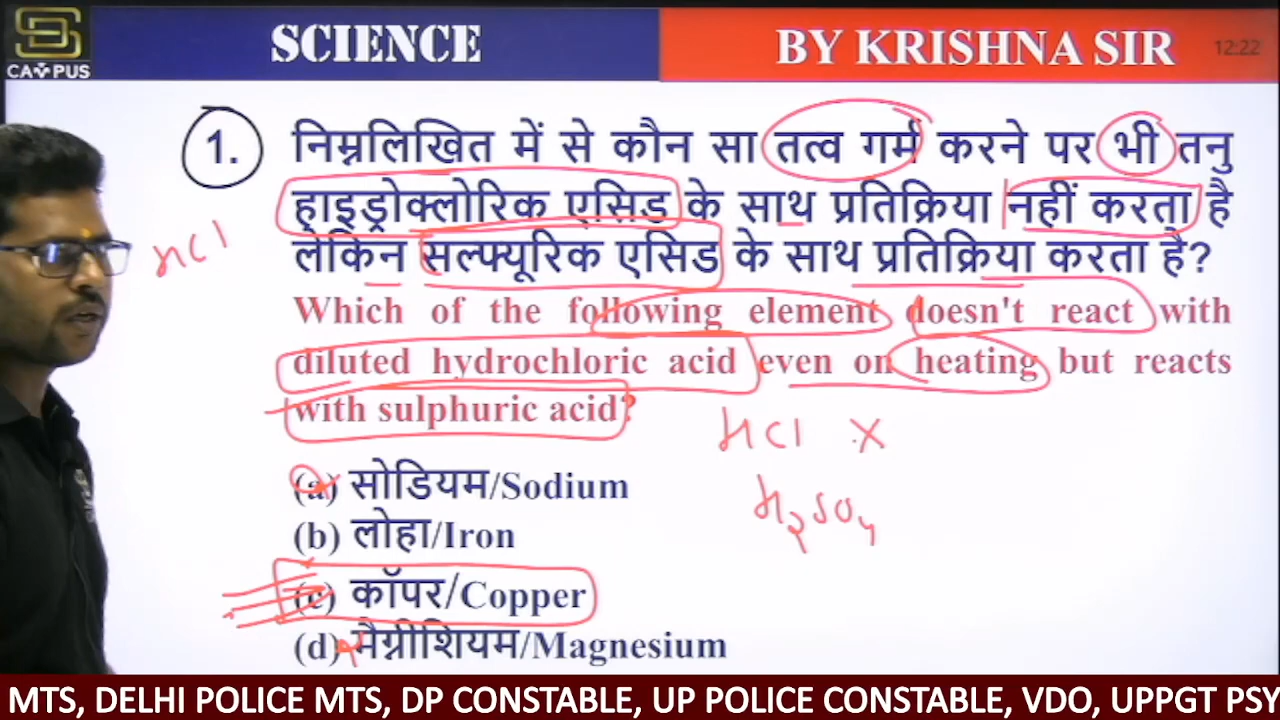 CAMPUS
SCIENCE
BY KRISHNA SIR
12:22
1. निम्नलिखित में से कौन सा तत्व गर्म करने पर भी तनु
हाइड्रोक्लोरिक एसिड के साथ प्रतिक्रिया नहीं करता है
लेकिन सल्फ्यूरिक एसिड के साथ प्रतिक्रिया करता है?
HCl
Which of the following element doesn't react with
diluted hydrochloric acid even on heating but reacts
with sulphuric acid?
HCl X
(a) सोडियम/Sodium
H2SO4
(b) लोहा/Iron
(c) कॉपर/Copper
(d) मैग्नीशियम/Magnesium
MTS, DELHI POLICE MTS, DP CONSTABLE, UP POLICE CONSTABLE, VDO, UPPGT PSY